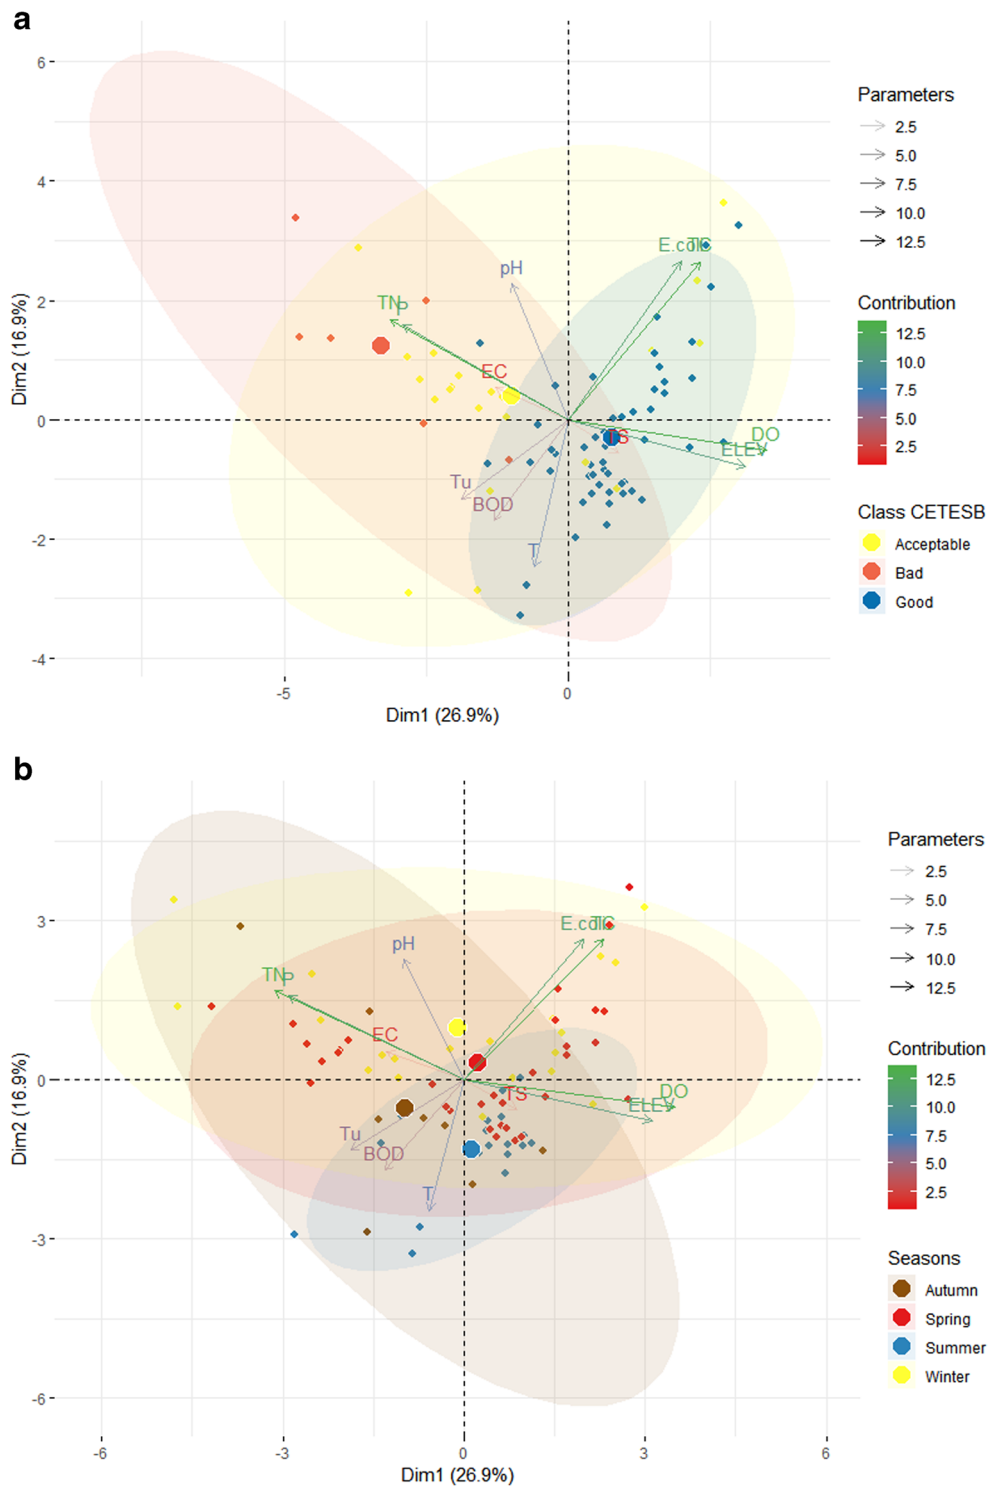 a
Parameters
2.5
5.0
7.5
10.0
12.5
Contribution
12.5
10.0
7.5
5.0
2.5
Class CETESB
Acceptable
Bad
Good
6
4
2
0
-2
-4
Dim2 (16.9%)
E.coli TC
pH
TN P
EC
TS
DO
ELEV
Tu
BOD
T
-5
0
Dim1 (26.9%)
b
Parameters
2.5
5.0
7.5
10.0
12.5
Contribution
12.5
10.0
7.5
5.0
2.5
Seasons
Autumn
Spring
Summer
Winter
3
0
-3
-6
Dim2 (16.9%)
E.coli TC
pH
TN P
EC
TS
DO
ELEV
Tu
BOD
T
-6
-3
0
3
6
Dim1 (26.9%)